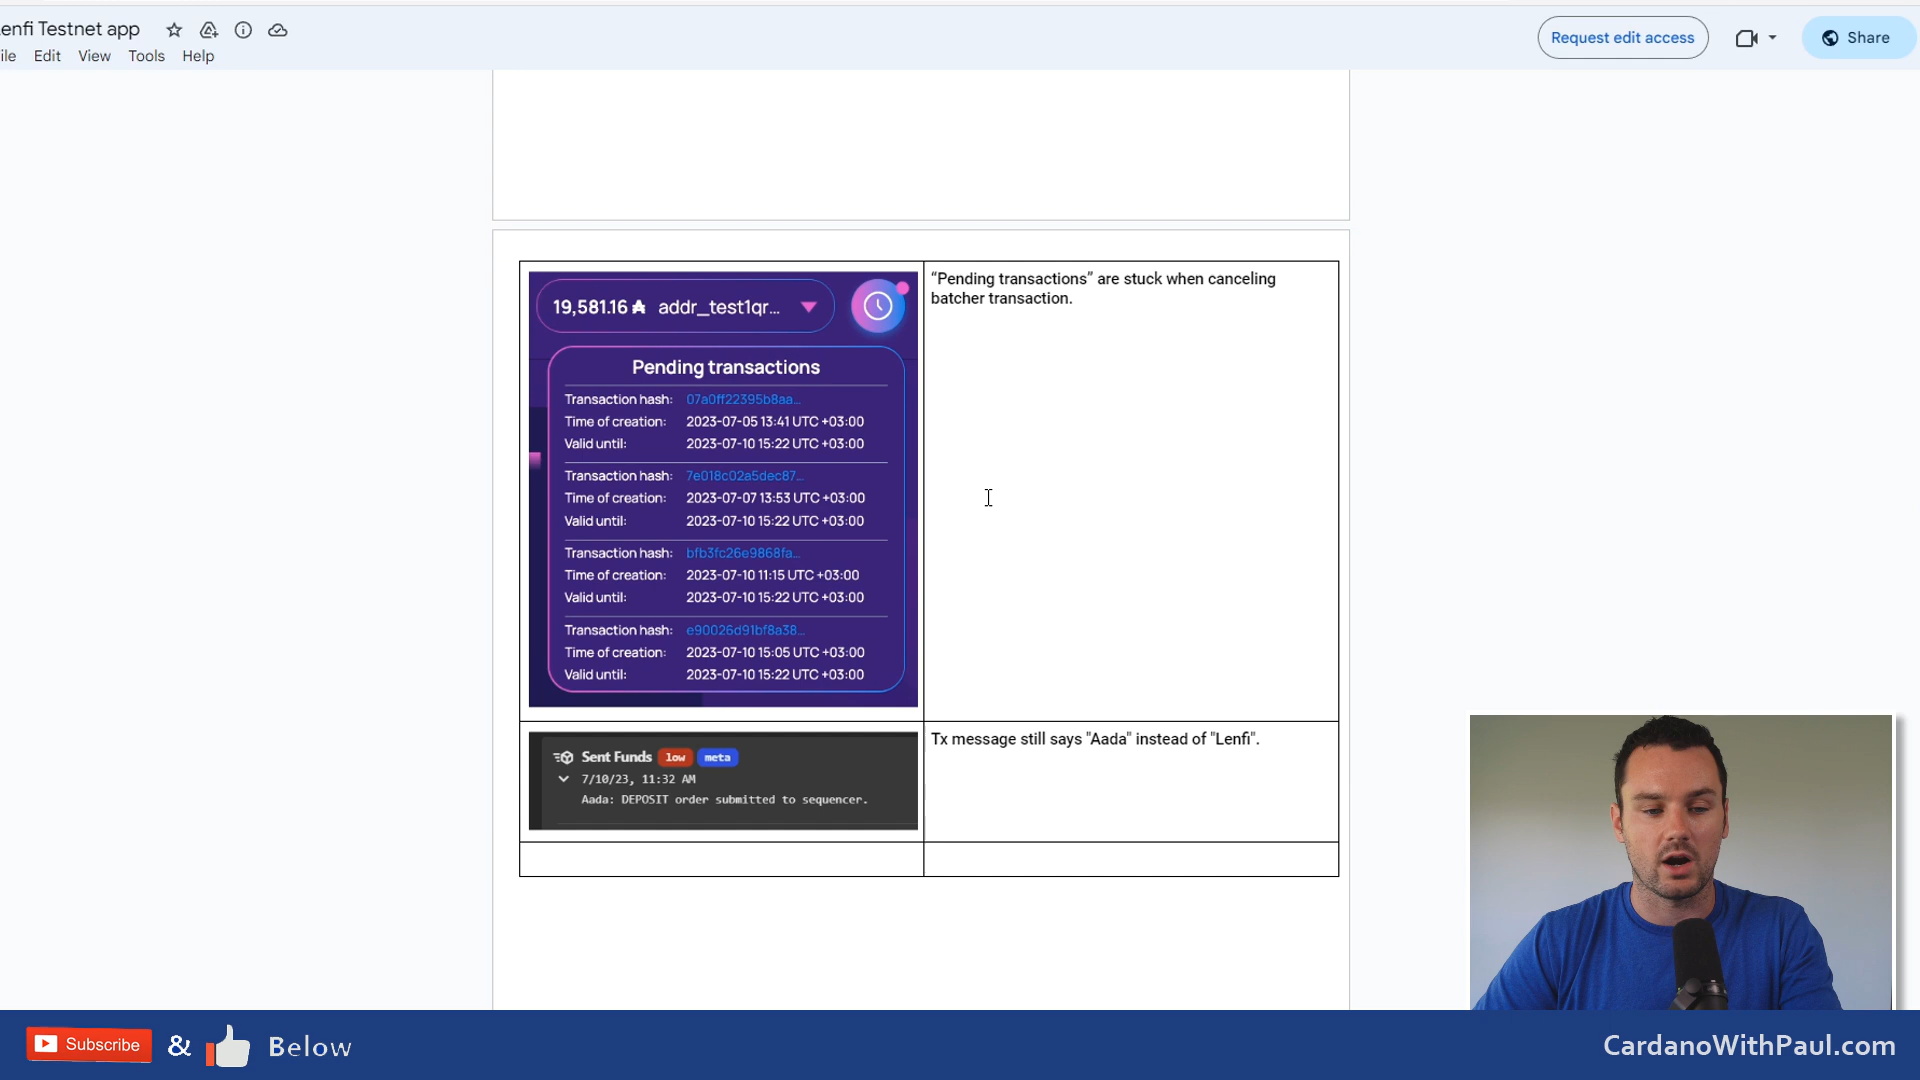 enfi Testnet app
ile Edit View Tools Help
Request edit access
Share
19,581.16 ₳ addr_test1qr...
Pending transactions
Transaction hash: 07a0ff22395b8aa...
Time of creation: 2023-07-05 13:41 UTC +03:00
Valid until: 2023-07-10 15:22 UTC +03:00
Transaction hash: 7e018c02a5dec87...
Time of creation: 2023-07-07 13:53 UTC +03:00
Valid until: 2023-07-10 15:22 UTC +03:00
Transaction hash: bfb3fc26e9868fa...
Time of creation: 2023-07-10 11:15 UTC +03:00
Valid until: 2023-07-10 15:22 UTC +03:00
Transaction hash: e90026d91bf8a38...
Time of creation: 2023-07-10 15:05 UTC +03:00
Valid until: 2023-07-10 15:22 UTC +03:00
“Pending transactions” are stuck when canceling
batcher transaction.
Sent Funds low meta
7/10/23, 11:32 AM
Aada: DEPOSIT order submitted to sequencer.
Tx message still says "Aada" instead of "Lenfi".
Subscribe & Below
CardanoWithPaul.com